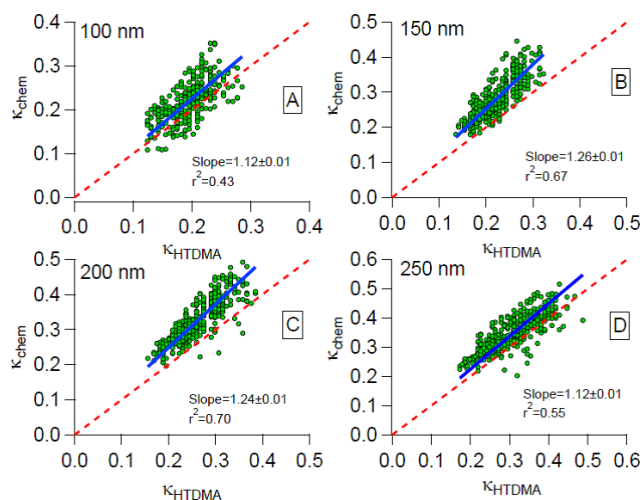 100 nm
0.4
0.3
0.2
0.1
0.0
κchem
A
Slope=1.12±0.01
r²=0.43
0.0 0.1 0.2 0.3 0.4
κHTDMA
150 nm
0.5
0.4
0.3
0.2
0.1
0.0
κchem
B
Slope=1.26±0.01
r²=0.67
0.0 0.1 0.2 0.3 0.4 0.5
κHTDMA
200 nm
0.5
0.4
0.3
0.2
0.1
0.0
κchem
C
Slope=1.24±0.01
r²=0.70
0.0 0.1 0.2 0.3 0.4 0.5
κHTDMA
250 nm
0.6
0.5
0.4
0.3
0.2
0.1
0.0
κchem
D
Slope=1.12±0.01
r²=0.55
0.0 0.1 0.2 0.3 0.4 0.5 0.6
κHTDMA